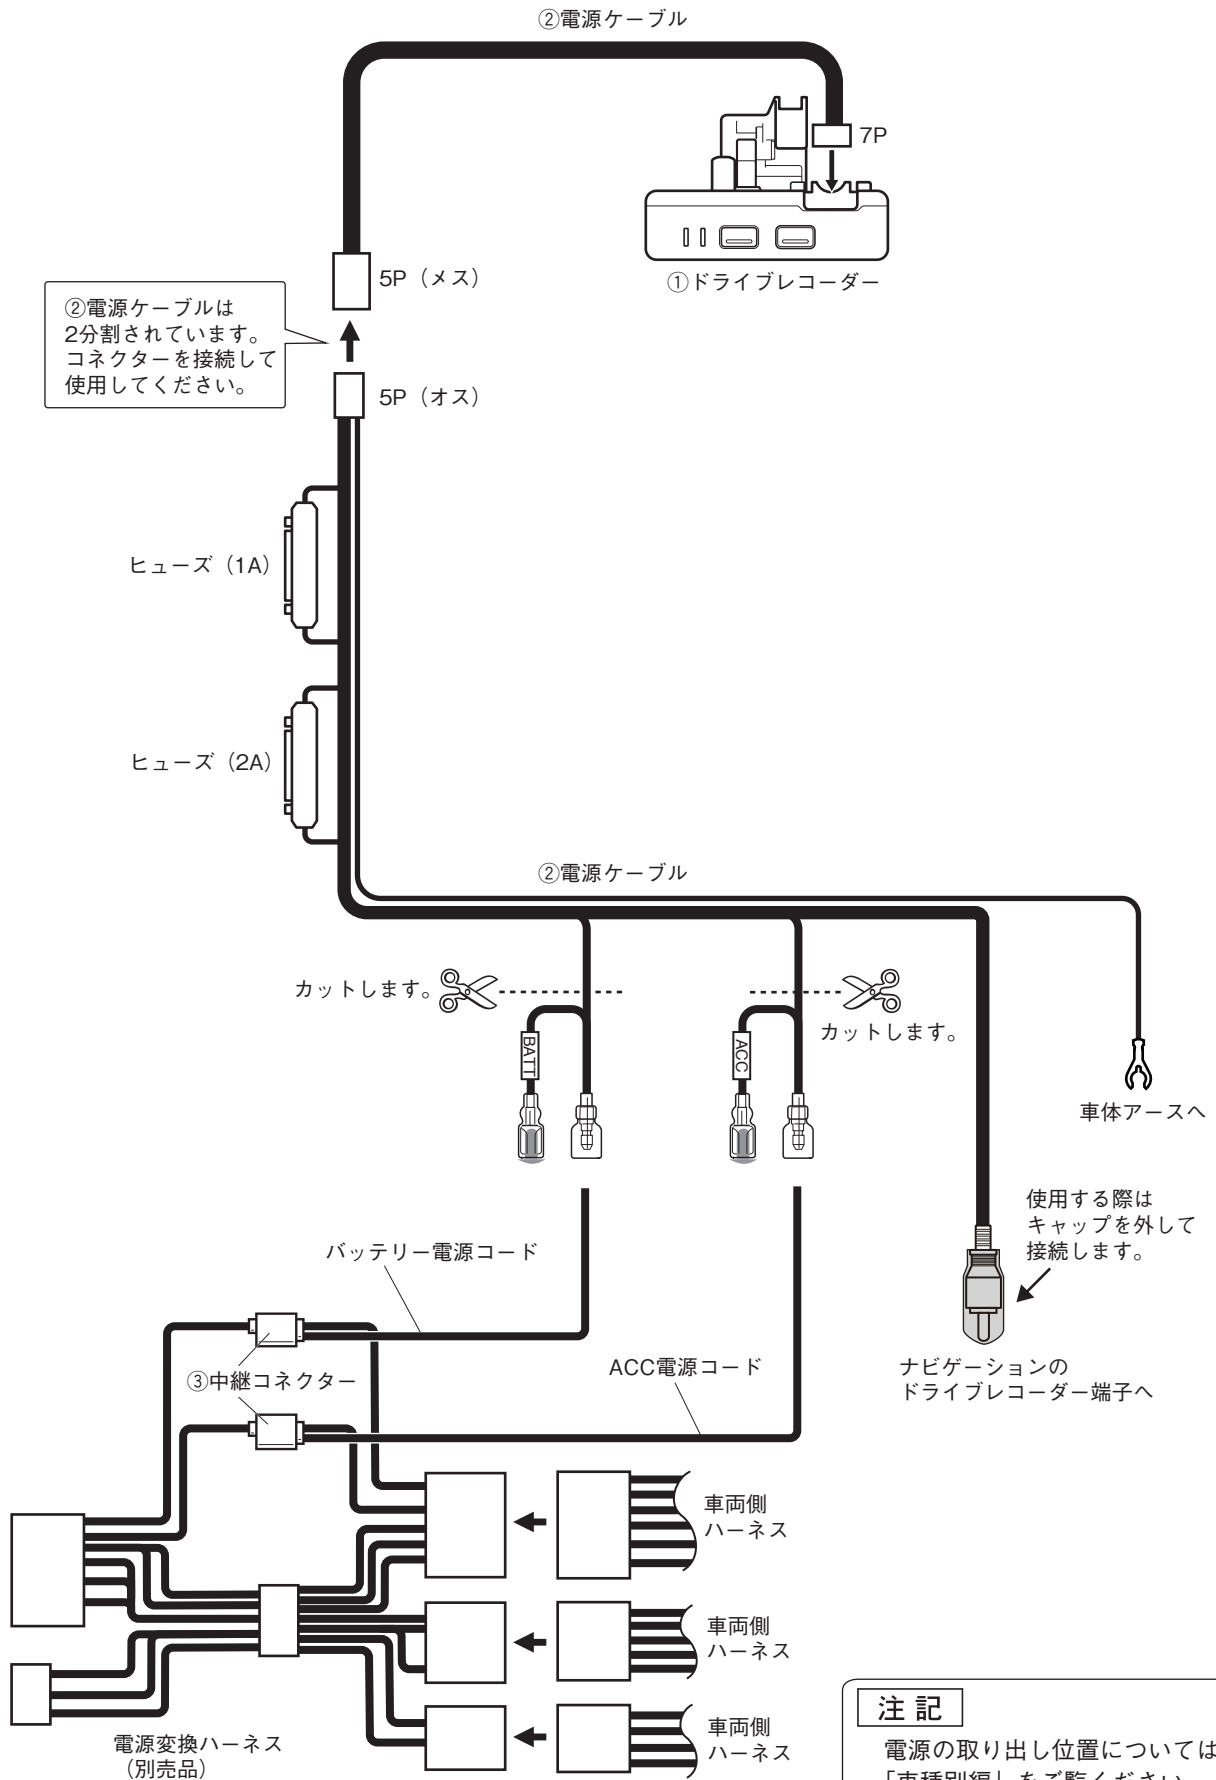 ②電源ケーブル
7P
①ドライブレコーダー
5P（メス）
②電源ケーブルは
2分割されています。
コネクターを接続して
使用してください。
5P（オス）
ヒューズ（1A）
ヒューズ（2A）
②電源ケーブル
カットします。
カットします。
BATT
ACC
車体アースへ
使用する際は
キャップを外して
接続します。
バッテリー電源コード
ACC電源コード
③中継コネクター
ナビゲーションの
ドライブレコーダー端子へ
車両側
ハーネス
車両側
ハーネス
車両側
ハーネス
電源変換ハーネス
（別売品）
注記
電源の取り出し位置については
「車種別編」をご覧ください